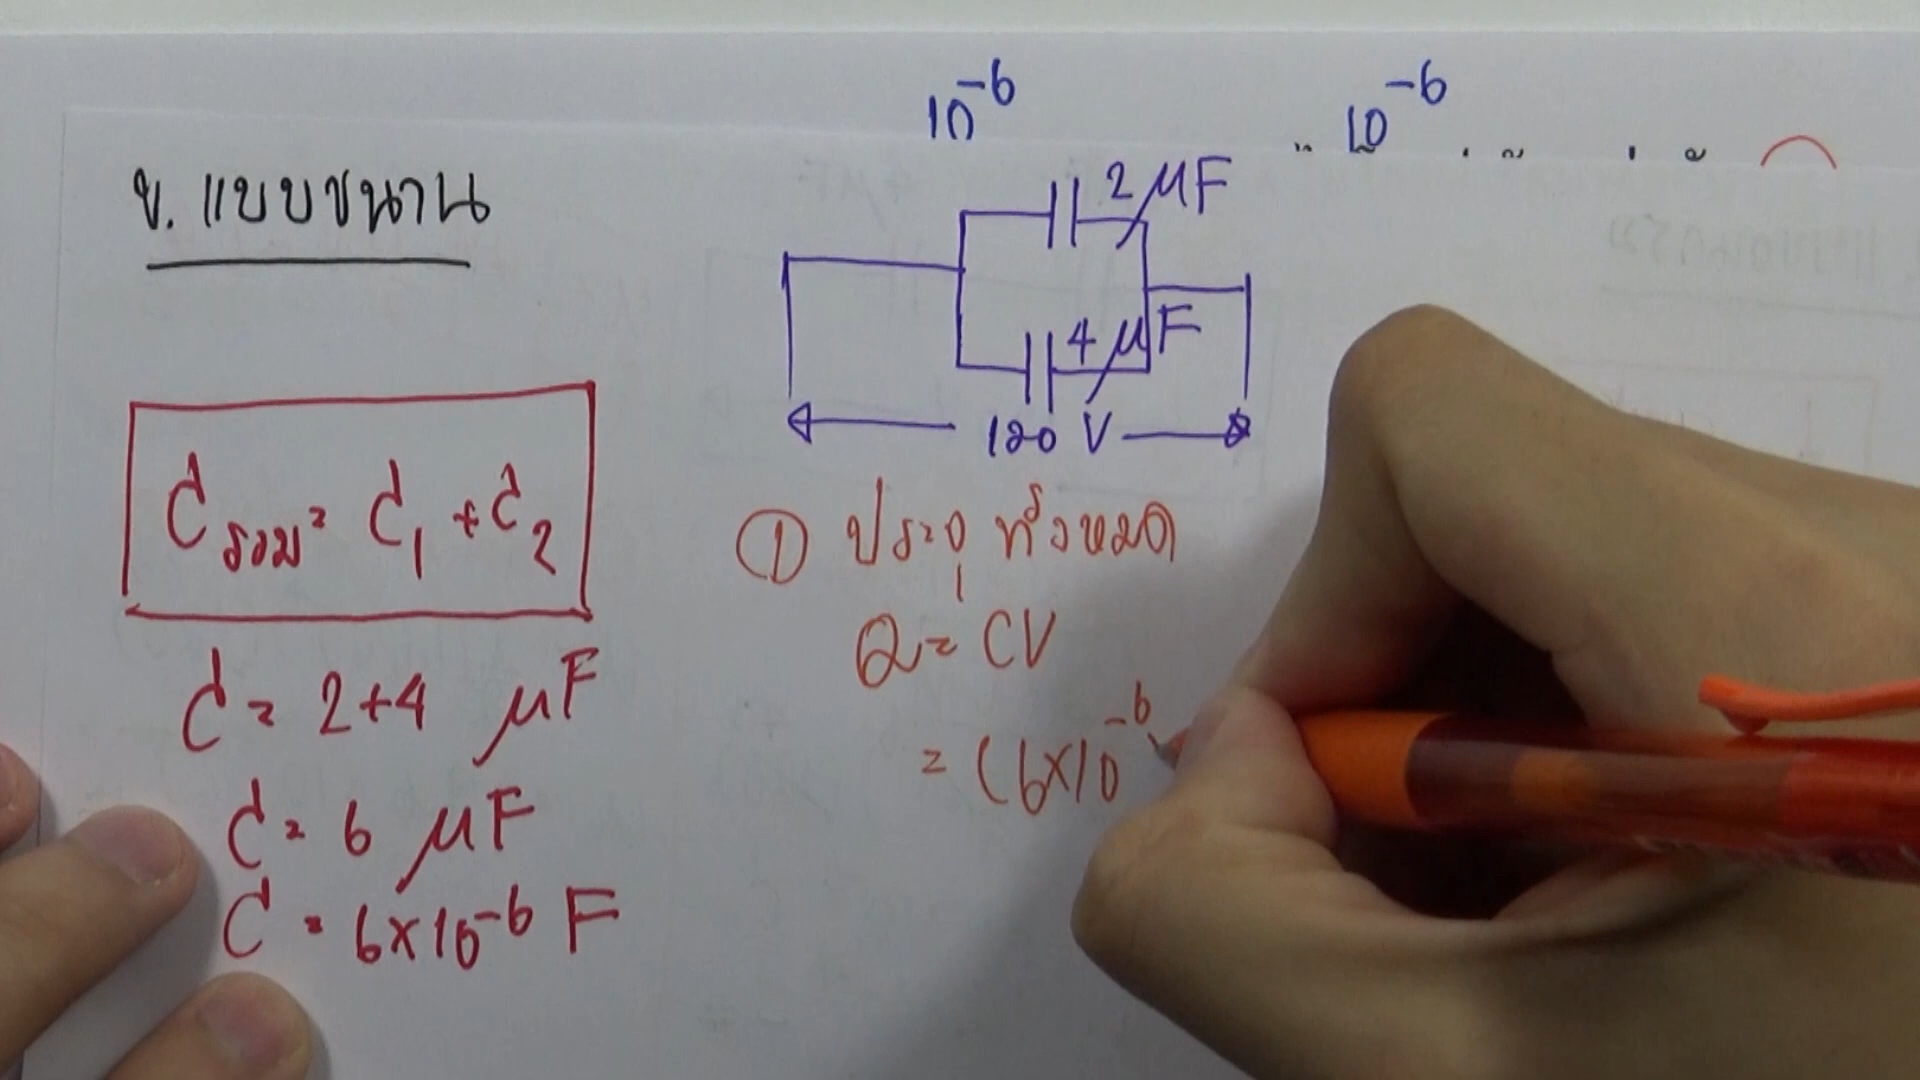 10⁻⁶
10⁻⁶
ข. แบบขนาน
2 μF
4 μF
120 V
C รวม = C₁ + C₂
C = 2+4 μF
C = 6 μF
C = 6×10⁻⁶ F
① ประจุ ทั้งหมด
Q = CV
= (6×10⁻⁶